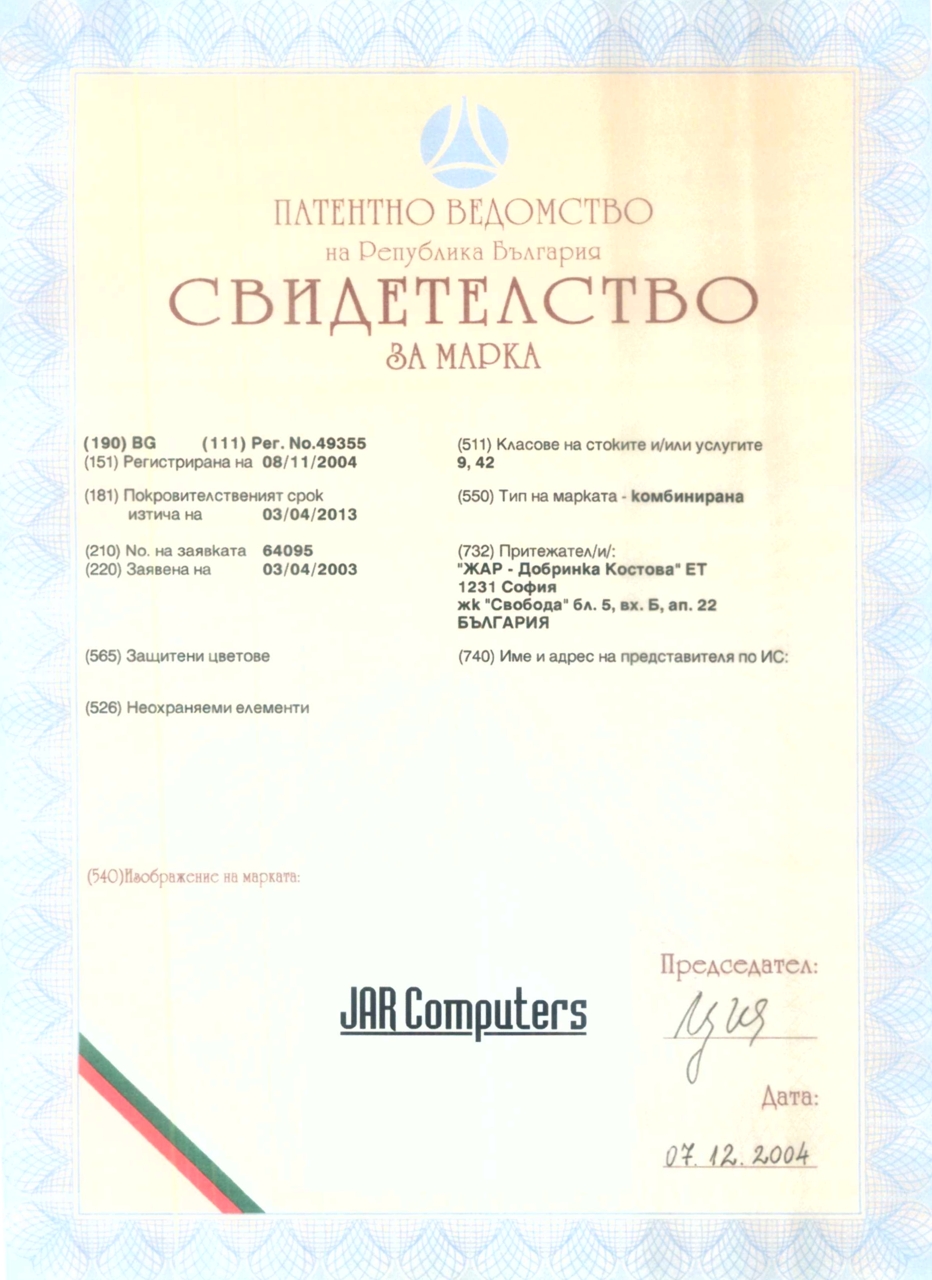 ПАТЕНТНО ВЕДОМСТВО
на Република България
СВИДЕТЕЛСТВО
ЗА МАРКА
(190) BG (111) Рег. No.49355
(151) Регистрирана на 08/11/2004
(181) Покровителственият срок
изтича на 03/04/2013
(210) No. на заявката 64095
(220) Заявена на 03/04/2003
(565) Защитени цветове
(526) Неохраняеми елементи
(511) Класове на стоките и/или услугите
9, 42
(550) Тип на марката - комбинирана
(732) Притежател/и/:
"ЖАР - Добринка Костова" ЕТ
1231 София
жк "Свобода" бл. 5, вх. Б, ап. 22
БЪЛГАРИЯ
(740) Име и адрес на представителя по ИС:
(540)Изображение на марката:
JAR Computers
Председател:
Дата:
07.12.2004